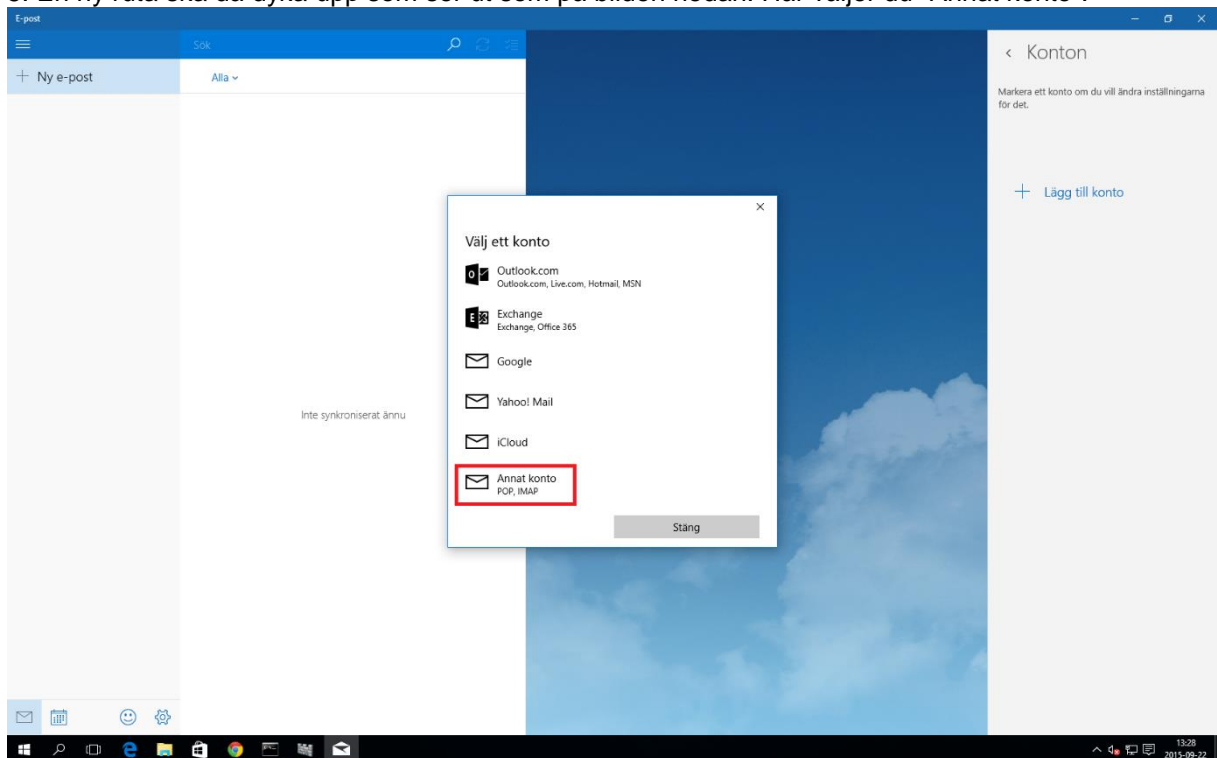 E-post
Sök
Ny e-post
Alla
Inte synkroniserat ännu
Välj ett konto
Outlook.com
Outlook.com, Live.com, Hotmail, MSN
Exchange
Exchange, Office 365
Google
Yahoo! Mail
iCloud
Annat konto
POP, IMAP
Stäng
Konton
Markera ett konto om du vill ändra inställningarna
för det.
Lägg till konto
13:28
2015-09-22